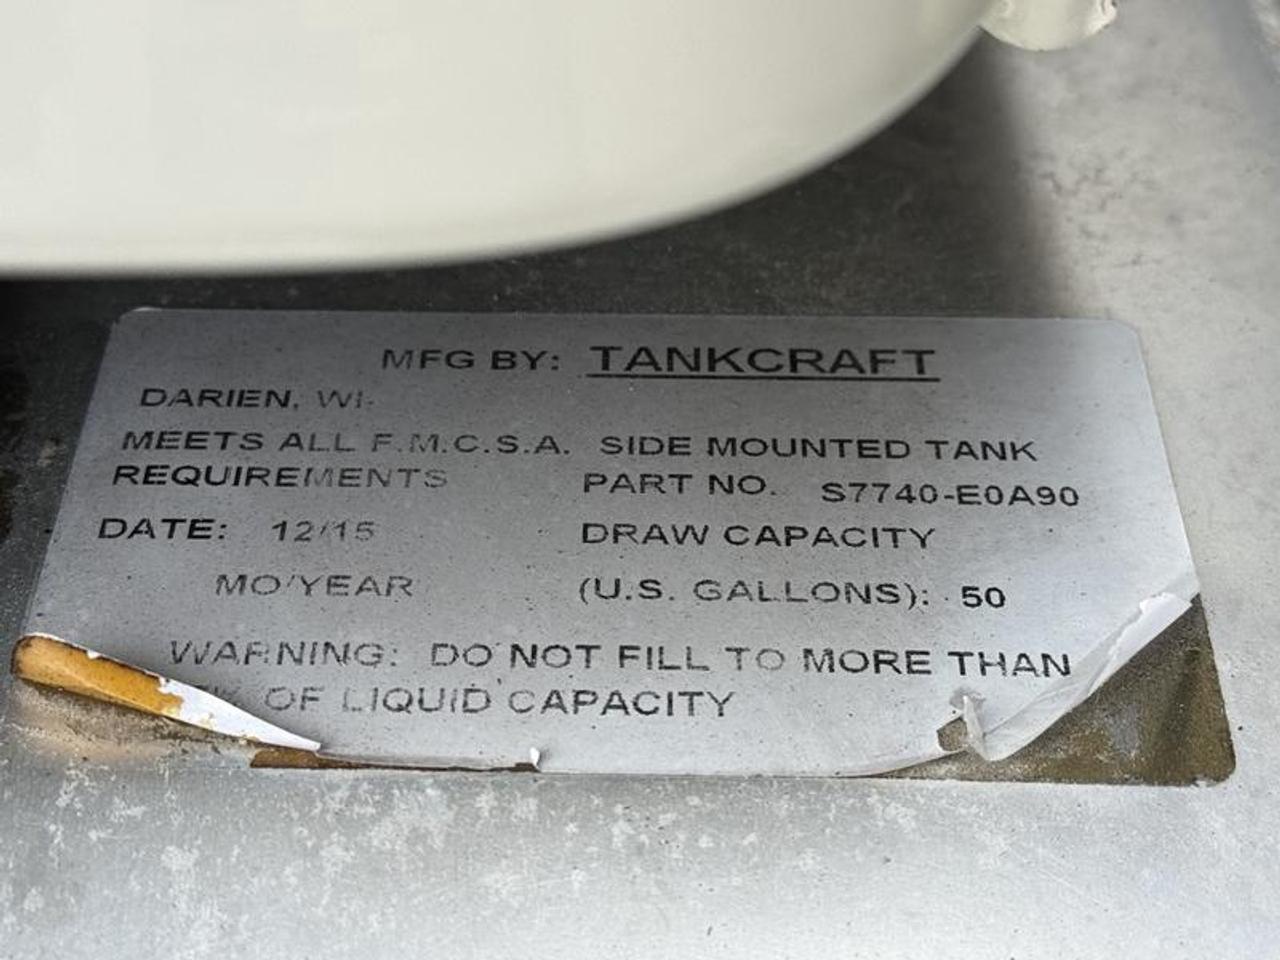 MFG BY: TANKCRAFT
DARIEN, WI.
MEETS ALL F.M.C.S.A. SIDE MOUNTED TANK
REQUIREMENTS PART NO. S7740-E0A90
DATE: 12/15 DRAW CAPACITY
MO/YEAR (U.S. GALLONS): 50
WARNING: DO NOT FILL TO MORE THAN
OF LIQUID CAPACITY